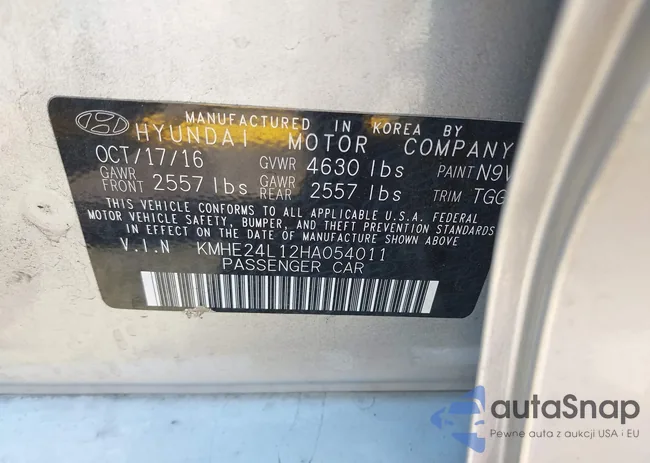 MANUFACTURED IN KOREA BY
HYUNDAI MOTOR COMPANY
OCT/17/16 GVWR 4630 lbs PAINT N9V
GAWR FRONT 2557 lbs GAWR REAR 2557 lbs TRIM TGG
THIS VEHICLE CONFORMS TO ALL APPLICABLE U.S.A. FEDERAL
MOTOR VEHICLE SAFETY, BUMPER, AND THEFT PREVENTION STANDARDS
IN EFFECT ON THE DATE OF MANUFACTURE SHOWN ABOVE.
V.I.N KMHE24L12HA054011
PASSENGER CAR
autaSnap
Pewne auta z aukcji USA i EU